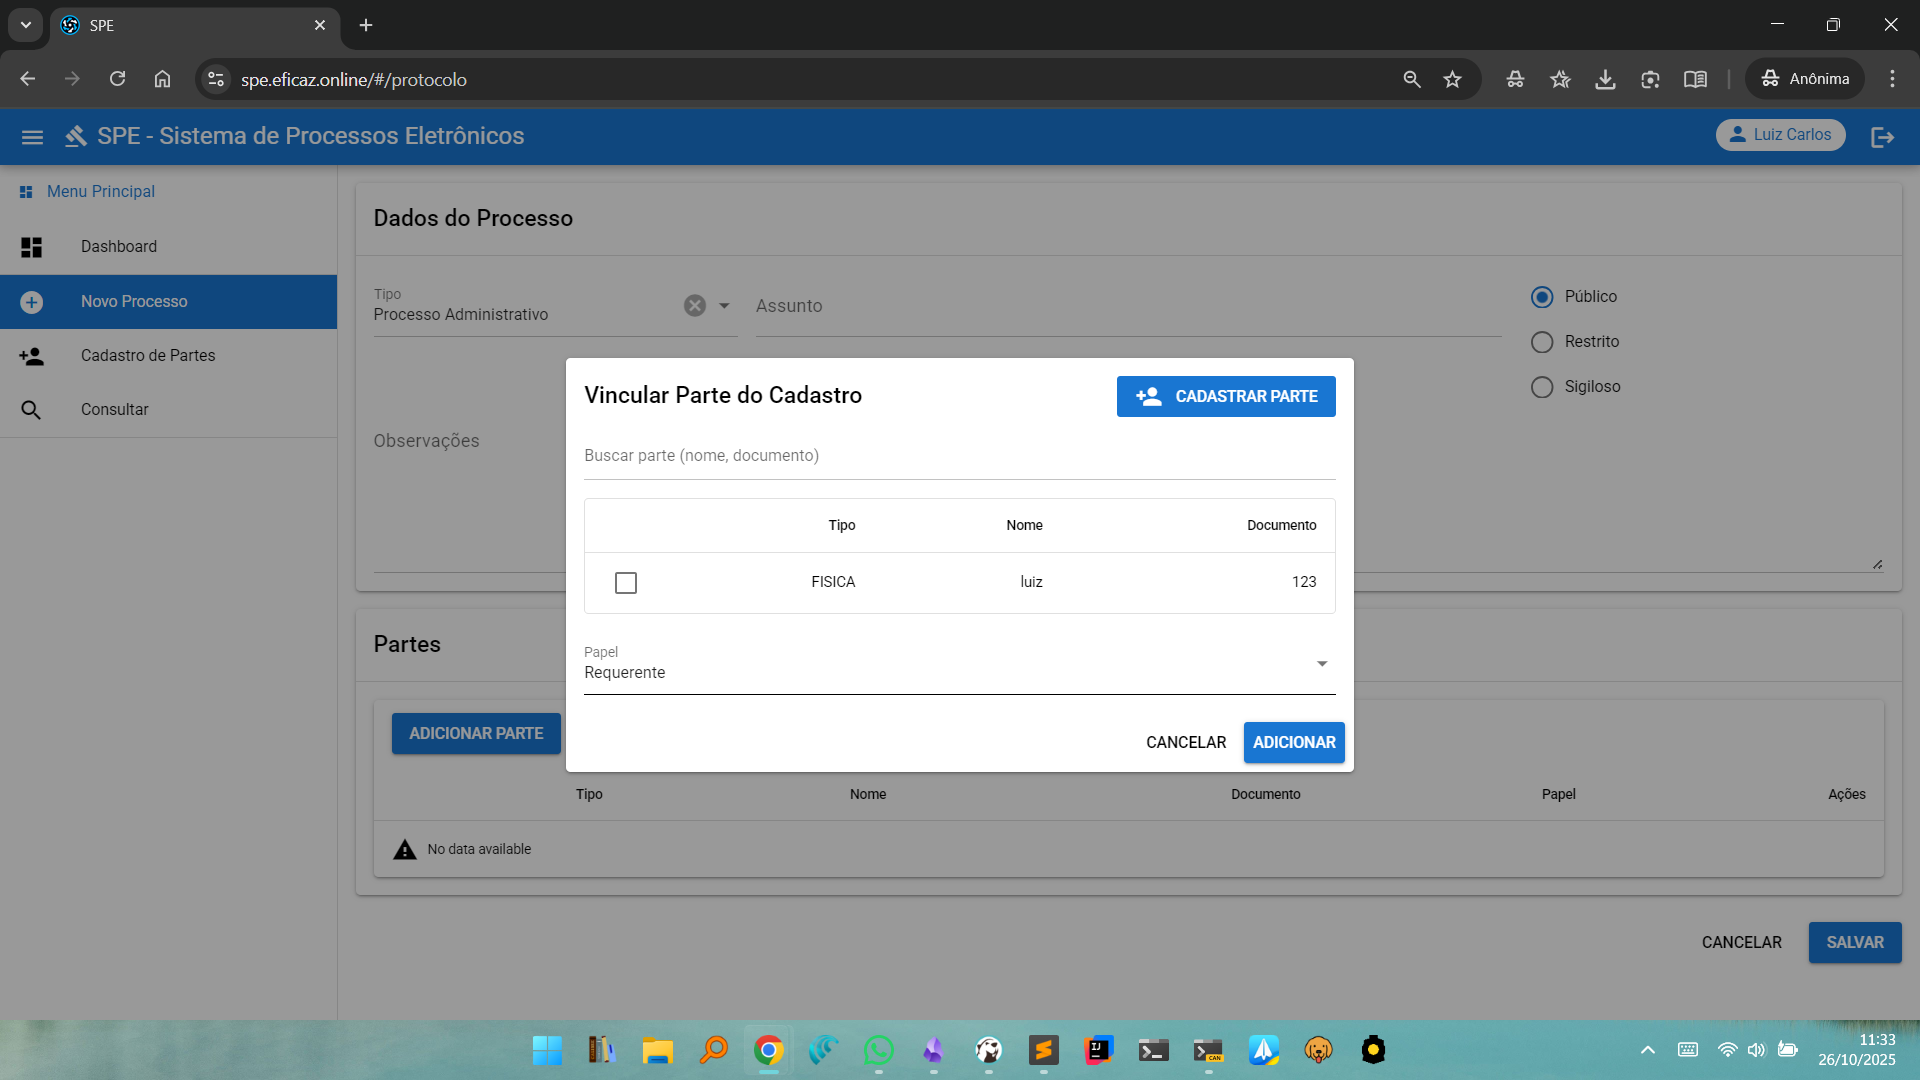 SPE
spe.eficaz.online/#/protocolo
Anônima
SPE - Sistema de Processos Eletrônicos
Luiz Carlos
Menu Principal
Dashboard
Novo Processo
Cadastro de Partes
Consultar
Dados do Processo
Tipo
Processo Administrativo
Assunto
Público
Restrito
Sigiloso
Observações
Vincular Parte do Cadastro
CADASTRAR PARTE
Buscar parte (nome, documento)
Tipo Nome Documento
FISICA luiz 123
Papel
Requerente
CANCELAR ADICIONAR
Partes
ADICIONAR PARTE
Tipo Nome Documento Papel Ações
No data available
CANCELAR SALVAR
11:33
26/10/2025